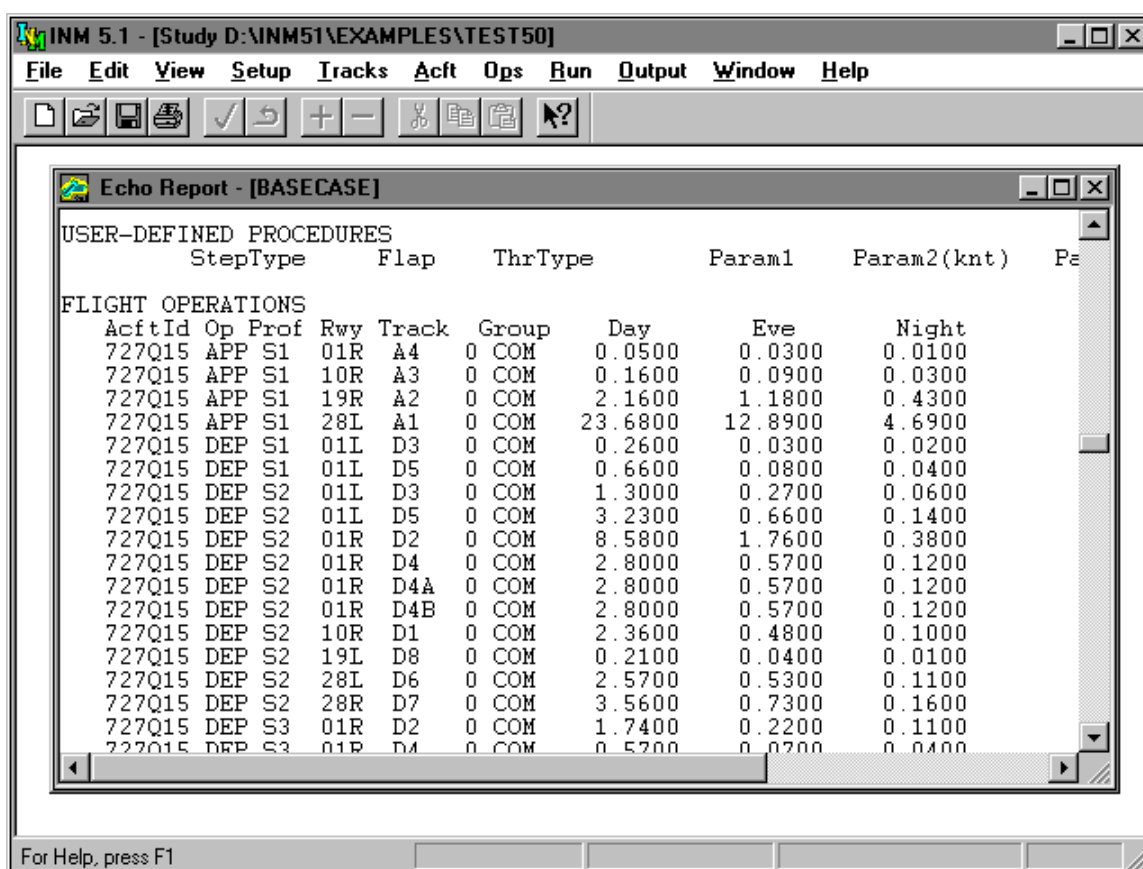 INM 5.1 - [Study D:\INM51\EXAMPLES\TEST50]
File Edit View Setup Tracks Acft Ops Run Output Window Help
Echo Report - [BASECASE]
USER-DEFINED PROCEDURES
StepType Flap ThrType Param1 Param2(knt) Pa
FLIGHT OPERATIONS
AcftId Op Prof Rwy Track Group Day Eve Night
727Q15 APP S1 01R A4 0 COM 0.0500 0.0300 0.0100
727Q15 APP S1 10R A3 0 COM 0.1600 0.0900 0.0300
727Q15 APP S1 19R A2 0 COM 2.1600 1.1800 0.4300
727Q15 APP S1 28L A1 0 COM 23.6800 12.8900 4.6900
727Q15 DEP S1 01L D3 0 COM 0.2600 0.0300 0.0200
727Q15 DEP S1 01L D5 0 COM 0.6600 0.0800 0.0400
727Q15 DEP S2 01L D3 0 COM 1.3000 0.2700 0.0600
727Q15 DEP S2 01L D5 0 COM 3.2300 0.6600 0.1400
727Q15 DEP S2 01R D2 0 COM 8.5800 1.7600 0.3800
727Q15 DEP S2 01R D4 0 COM 2.8000 0.5700 0.1200
727Q15 DEP S2 01R D4A 0 COM 2.8000 0.5700 0.1200
727Q15 DEP S2 01R D4B 0 COM 2.8000 0.5700 0.1200
727Q15 DEP S2 10R D1 0 COM 2.3600 0.4800 0.1000
727Q15 DEP S2 19L D8 0 COM 0.2100 0.0400 0.0100
727Q15 DEP S2 28L D6 0 COM 2.5700 0.5300 0.1100
727Q15 DEP S2 28R D7 0 COM 3.5600 0.7300 0.1600
727Q15 DEP S3 01R D2 0 COM 1.7400 0.2200 0.1100
727Q15 DEP S3 01R D4 0 COM 0.5700 0.0700 0.0400
For Help, press F1